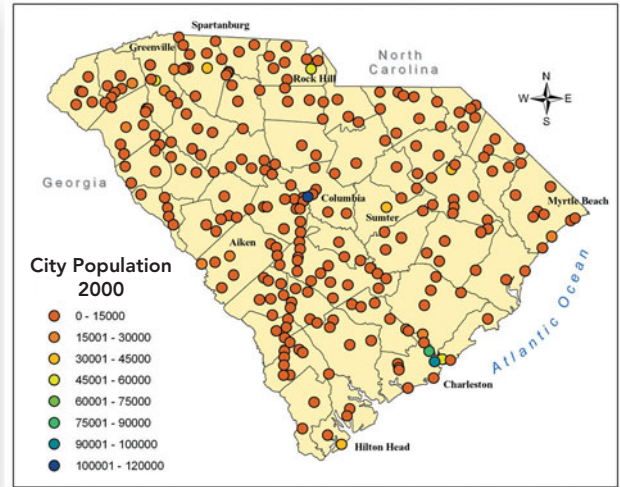 Spartanburg
Greenville
North
Carolina
Rock Hill
N
W E
S
Georgia
Columbia
Myrtle Beach
Sumter
Aiken
City Population
2000
0 - 15000
15001 - 30000
30001 - 45000
45001 - 60000
60001 - 75000
75001 - 90000
90001 - 100000
100001 - 120000
Atlantic Ocean
Charleston
Hilton Head